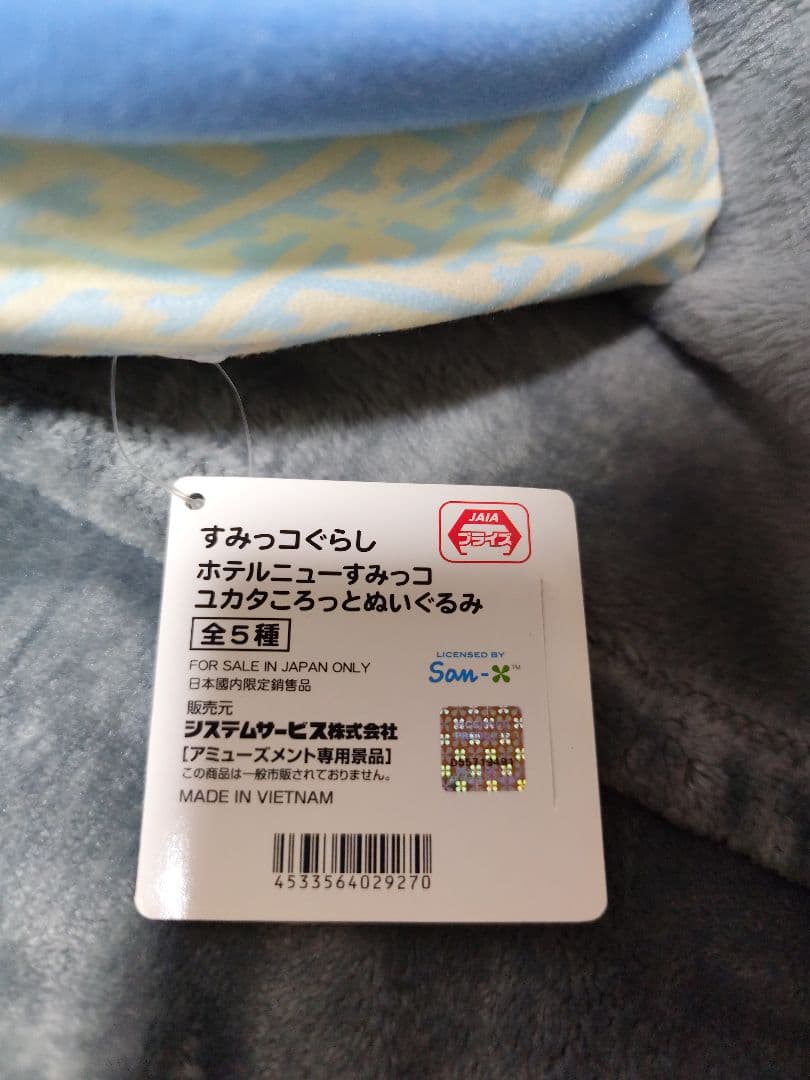 すみっコぐらし
JAIA
プライズ
ホテルニューすみっコ
ユカタころっとぬいぐるみ
全5種
FOR SALE IN JAPAN ONLY
日本國内限定銷售品
LICENSED BY
San-X™
販売元
システムサービス株式会社
[アミューズメント専用景品]
この商品は一般市販されておりません。
MADE IN VIETNAM
4533564029270